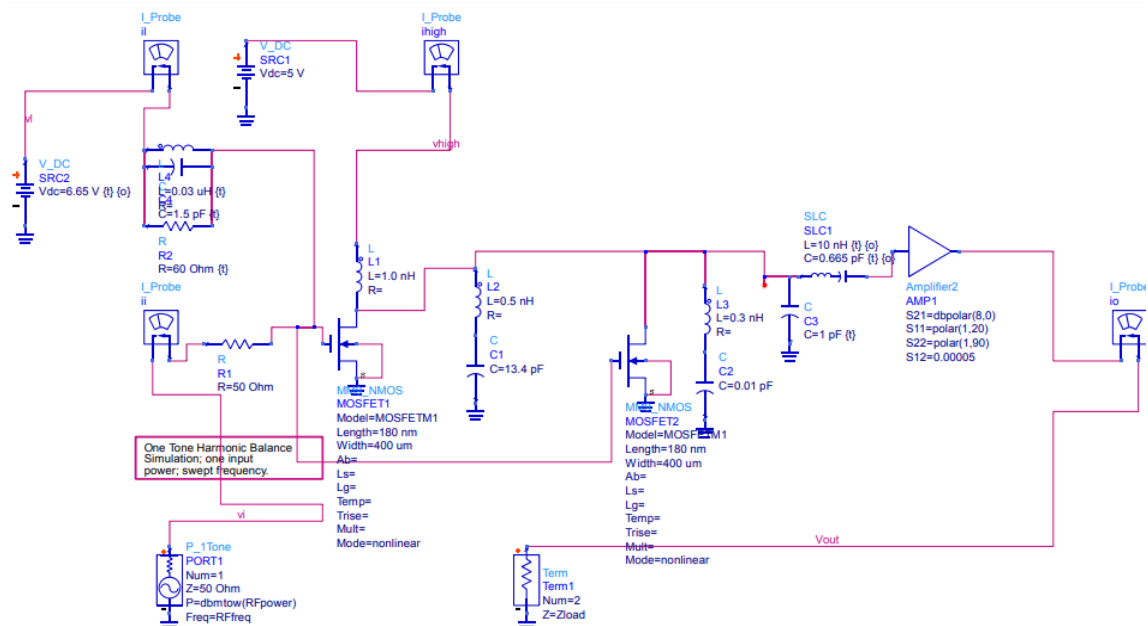 I_Probe
il
V_DC
SRC1
Vdc=5 V
I_Probe
ihigh
vl
vhigh
V_DC
SRC2
Vdc=6.65 V {t} {o}
L
L4
L=0.03 uH {t}
R=
C
C4
C=1.5 pF {t}
R
R2
R=60 Ohm {t}
I_Probe
ii
R
R1
R=50 Ohm
L
L1
L=1.0 nH
R=
L
L2
L=0.5 nH
R=
C
C1
C=13.4 pF
L
L3
L=0.3 nH
R=
C
C2
C=0.01 pF
SLC
SLC1
L=10 nH {t} {o}
C=0.665 pF {t} {o}
C
C3
C=1 pF {t}
Amplifier2
AMP1
S21=dbpolar(8,0)
S11=polar(1,20)
S22=polar(1,90)
S12=0.00005
I_Probe
io
MOSFET1
Model=MOSFETM1
Length=180 nm
Width=400 um
Ab=
Ls=
Lg=
Temp=
Trise=
Mult=
Mode=nonlinear
MOSFET2
Model=MOSFETM1
Length=180 nm
Width=400 um
Ab=
Ls=
Lg=
Temp=
Trise=
Mult=
Mode=nonlinear
One Tone Harmonic Balance
Simulation; one input
power; swept frequency.
vi
P_1Tone
PORT1
Num=1
Z=50 Ohm
P=dbmtow(RFpower)
Freq=RFfreq
Term
Term1
Num=2
Z=Zload
Vout